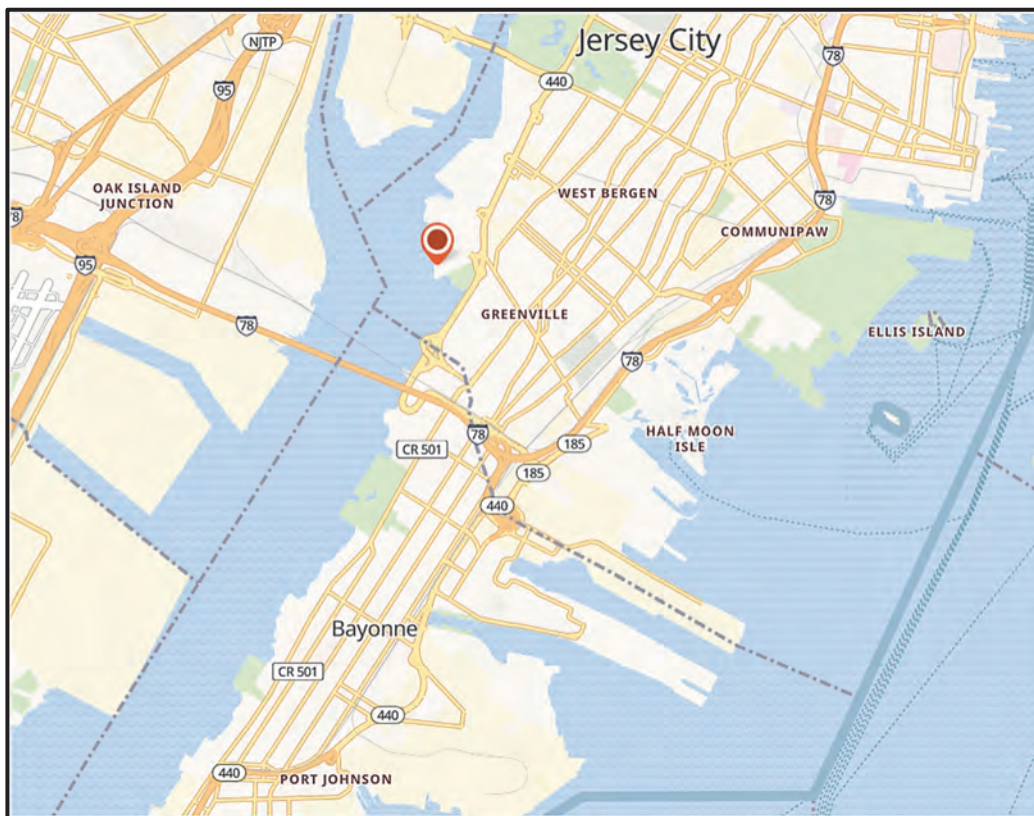 Jersey City
NJTP
78
95
440
OAK ISLAND
JUNCTION
WEST BERGEN
78
78
COMMUNIPAW
95
GREENVILLE
78
ELLIS ISLAND
78
HALF MOON
ISLE
CR 501
78
185
185
440
Bayonne
CR 501
440
440
PORT JOHNSON